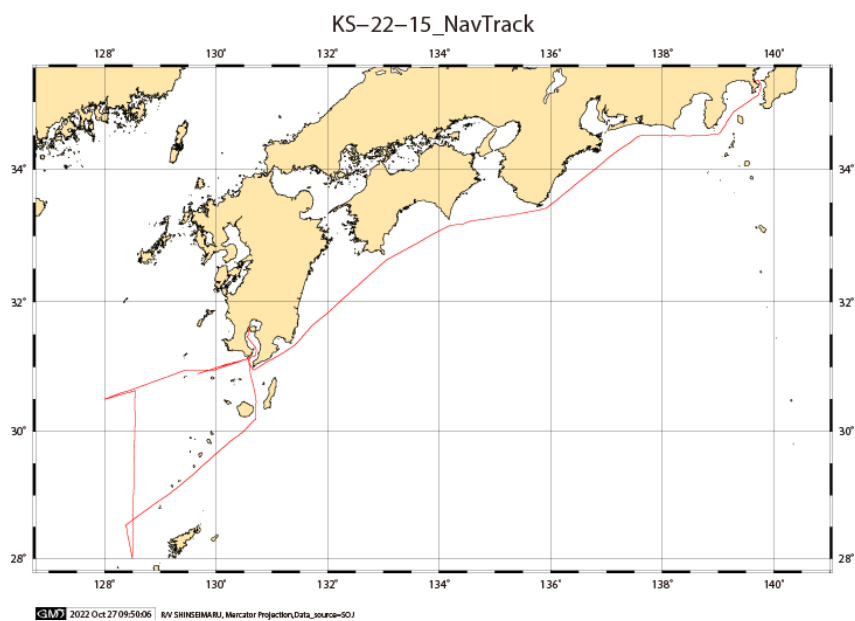 KS-22-15_NavTrack
128° 130° 132° 134° 136° 138° 140°
34° 34°
32° 32°
30° 30°
28° 28°
128° 130° 132° 134° 136° 138° 140°
GMT 2022 Oct 27 09:50:06 R/V SHINSEIMARU, Mercator Projection,Data_source=SOJ